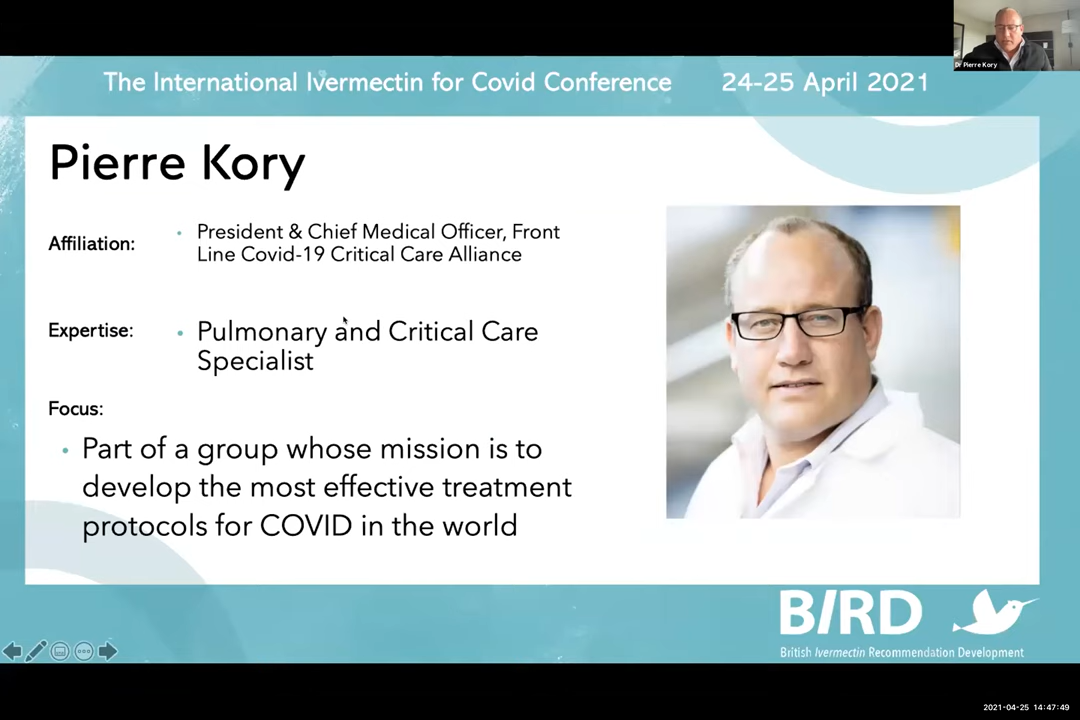 Dr Pierre Kory
The International Ivermectin for Covid Conference 24-25 April 2021
Pierre Kory
Affiliation:
• President & Chief Medical Officer, Front
Line Covid-19 Critical Care Alliance
Expertise:
• Pulmonary and Critical Care
Specialist
Focus:
• Part of a group whose mission is to
develop the most effective treatment
protocols for COVID in the world
BIRD
British Ivermectin Recommendation Development
2021-04-25 14:47:49